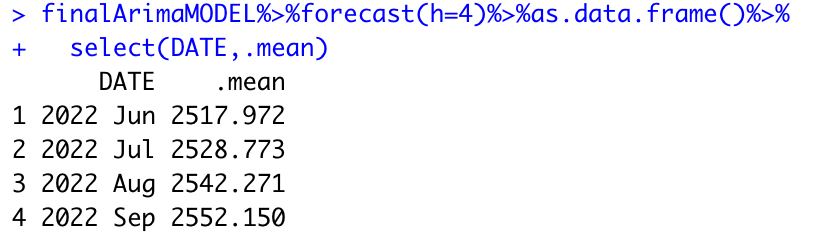 > finalArimaMODEL%>%forecast(h=4)%>%as.data.frame()%>%
+   select(DATE,.mean)
      DATE    .mean
1 2022 Jun 2517.972
2 2022 Jul 2528.773
3 2022 Aug 2542.271
4 2022 Sep 2552.150